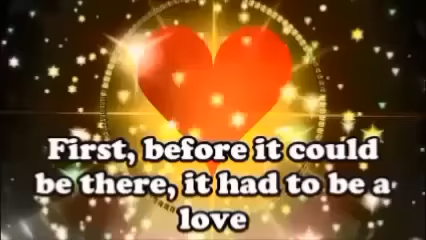 First, before it could
be there, it had to be a
love